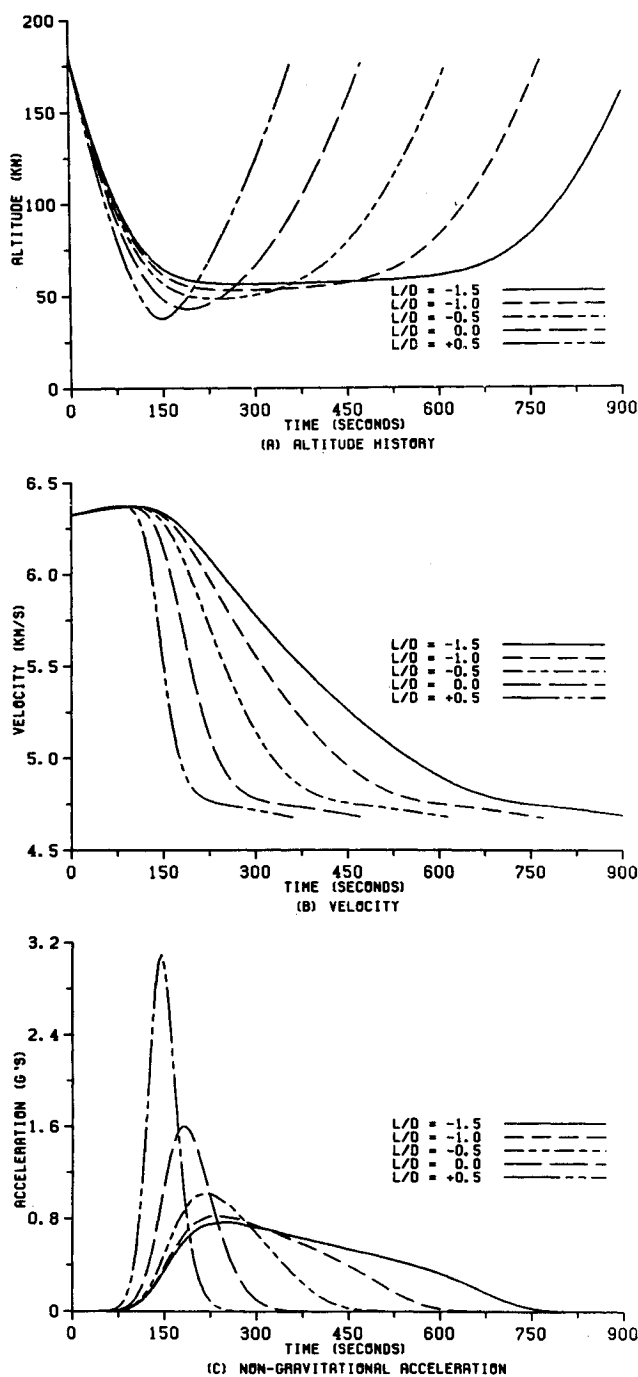 200
150
100
50
0
ALTITUDE (KM)
L/D = -1.5
L/D = -1.0
L/D = -0.5
L/D = 0.0
L/D = +0.5
0 150 300 450 600 750 900
TIME (SECONDS)
(A) ALTITUDE HISTORY
6.5
6.0
5.5
5.0
4.5
VELOCITY (KM/S)
L/D = -1.5
L/D = -1.0
L/D = -0.5
L/D = 0.0
L/D = +0.5
0 150 300 450 600 750 900
TIME (SECONDS)
(B) VELOCITY
3.2
2.4
1.6
0.8
0
ACCELERATION (G'S)
L/D = -1.5
L/D = -1.0
L/D = -0.5
L/D = 0.0
L/D = +0.5
0 150 300 450 600 750 900
TIME (SECONDS)
(C) NON-GRAVITATIONAL ACCELERATION